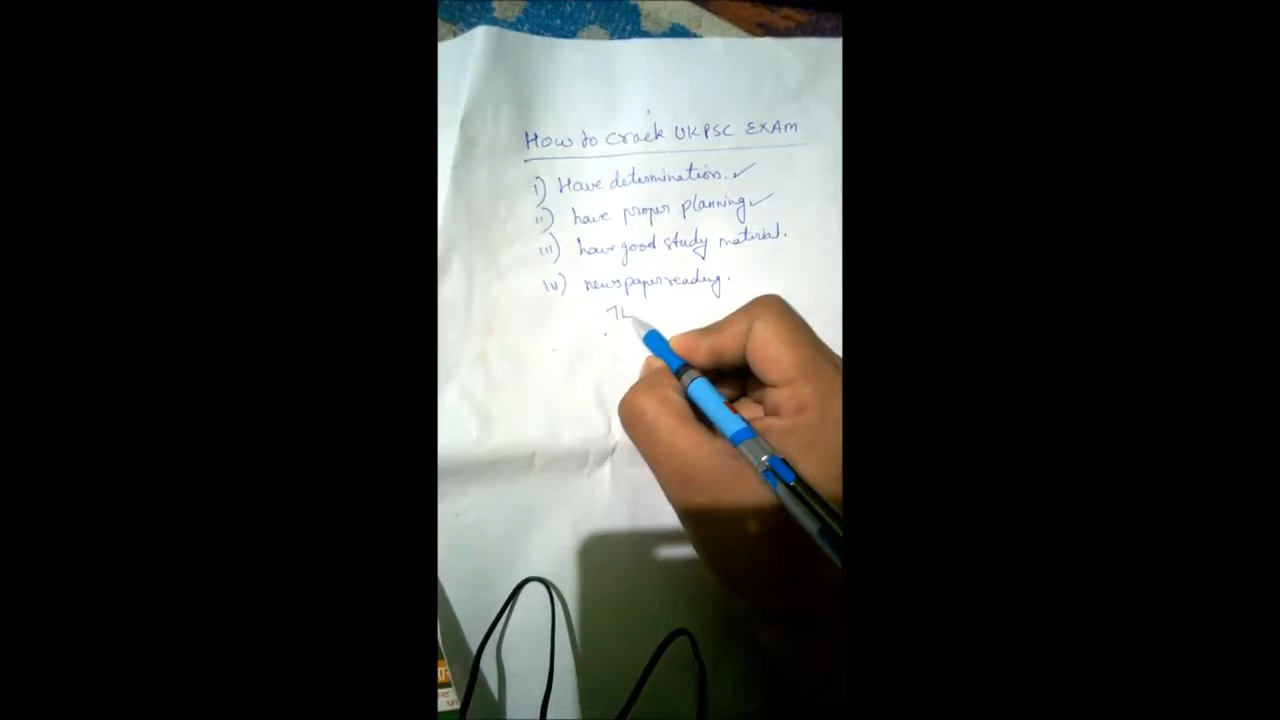 How to crack UKPSC EXAM
i) Have determination. ✓
ii) have proper planning ✓
iii) have good study material.
iv) newspaper reading.
Th